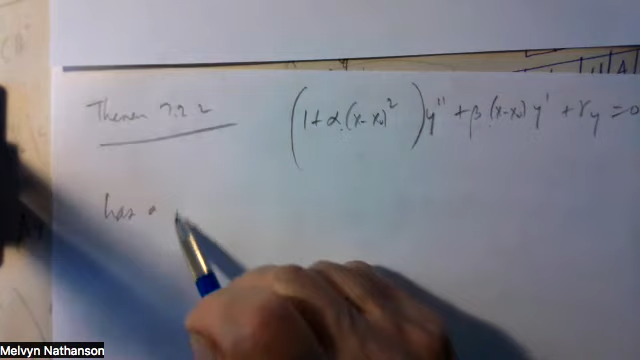 Theorem 7.2.2 (1+α(x-x₀)²)y'' + β(x-x₀)y' + γy = 0
has a
Melvyn Nathanson